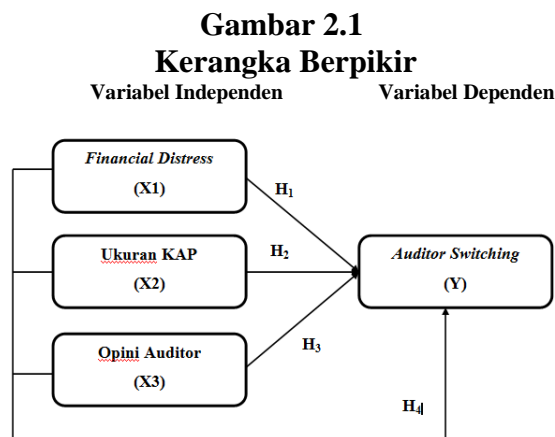 Gambar 2.1
Kerangka Berpikir
Variabel Independen Variabel Dependen
Financial Distress
(X1)
H1
Ukuran KAP
(X2)
H2
Auditor Switching
(Y)
Opini Auditor
(X3)
H3
H4